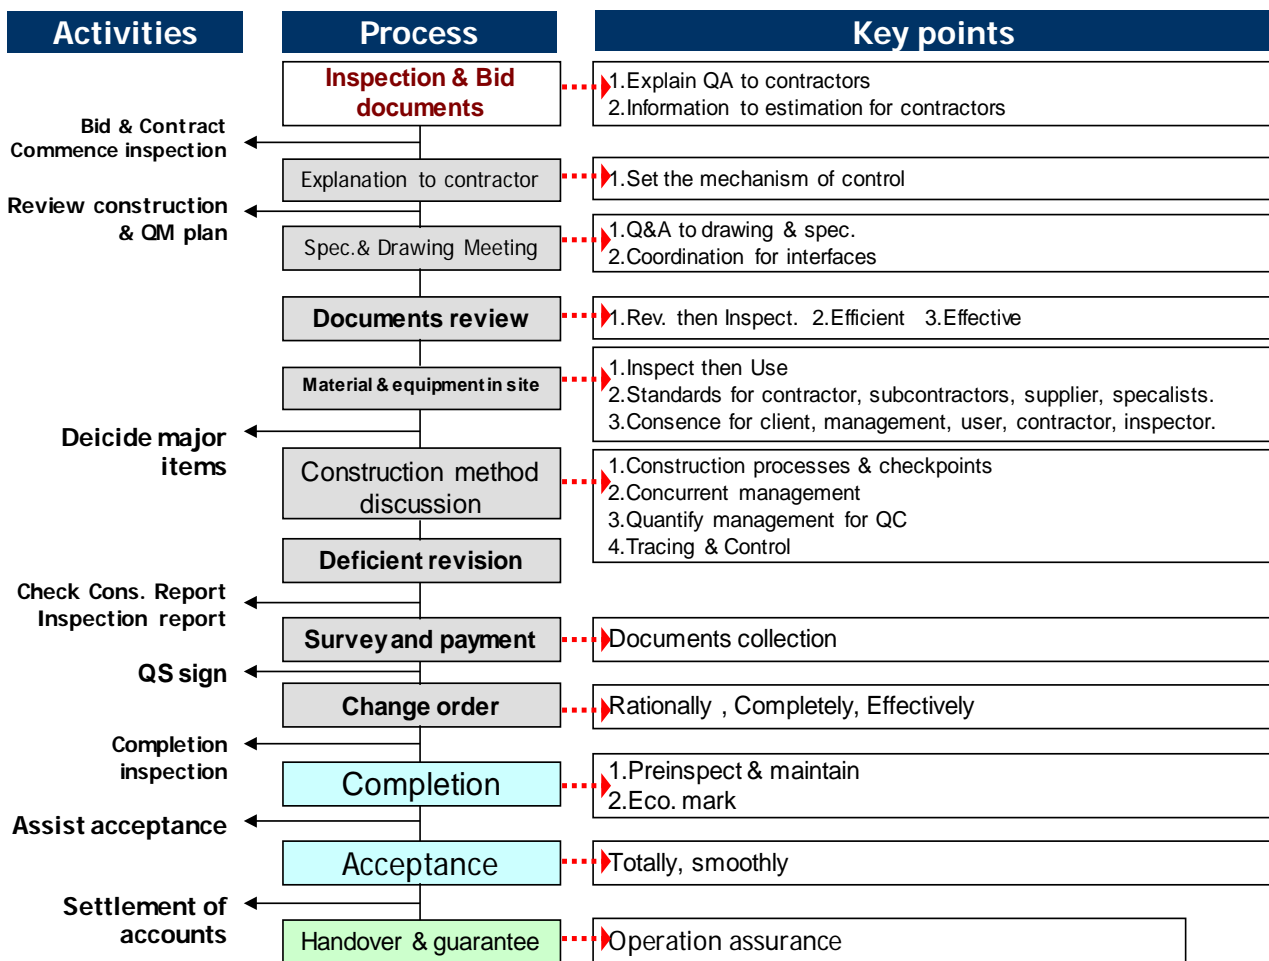 Activities
Process
Key points
Inspection & Bid
documents
1.Explain QA to contractors
2.Information to estimation for contractors
Bid & Contract
Commence inspection
Explanation to contractor
1.Set the mechanism of control
Review construction
& QM plan
Spec.& Drawing Meeting
1.Q&A to drawing & spec.
2.Coordination for interfaces
Documents review
1.Rev. then Inspect. 2.Efficient 3.Effective
Material & equipment in site
1.Inspect then Use
2.Standards for contractor, subcontractors, supplier, specalists.
3.Consence for client, management, user, contractor, inspector.
Deicide major
items
Construction method
discussion
1.Construction processes & checkpoints
2.Concurrent management
3.Quantify management for QC
4.Tracing & Control
Deficient revision
Check Cons. Report
Inspection report
Survey and payment
Documents collection
QS sign
Change order
Rationally , Completely, Effectively
Completion
inspection
Completion
1.Preinspect & maintain
2.Eco. mark
Assist acceptance
Acceptance
Totally, smoothly
Settlement of
accounts
Handover & guarantee
Operation assurance